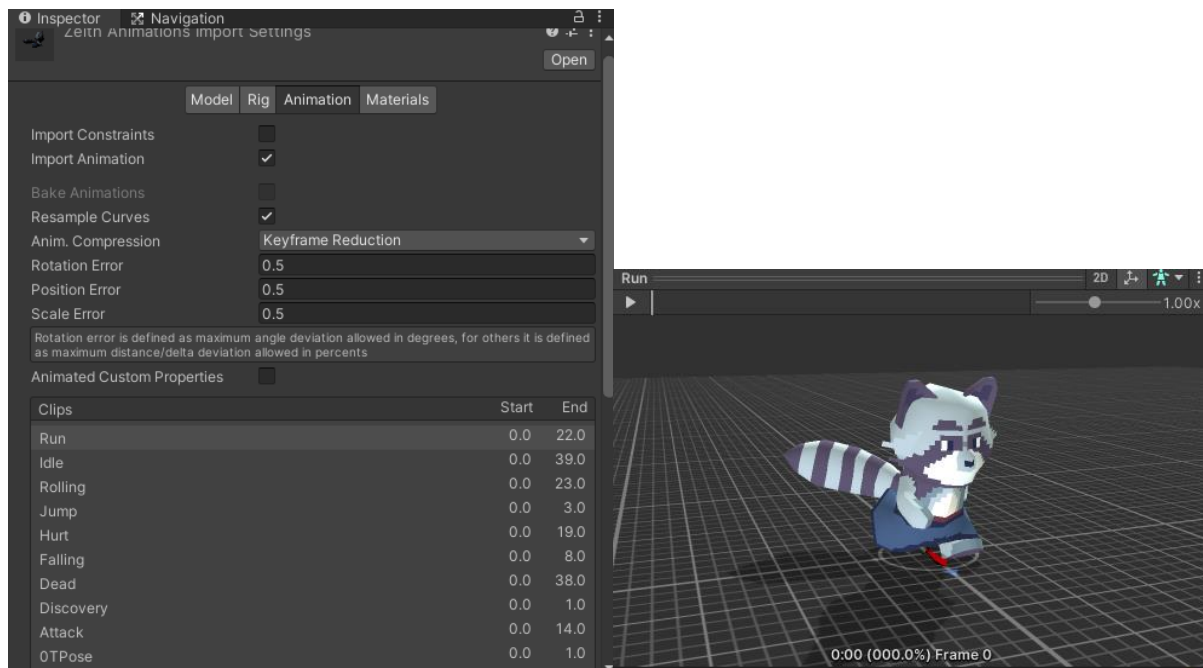 Inspector Navigation
Zeith Animations Import Settings
Open
Model Rig Animation Materials
Import Constraints
Import Animation
Bake Animations
Resample Curves
Anim. Compression Keyframe Reduction
Rotation Error 0.5
Position Error 0.5
Scale Error 0.5
Rotation error is defined as maximum angle deviation allowed in degrees, for others it is defined
as maximum distance/delta deviation allowed in percents
Animated Custom Properties
Clips Start End
Run 0.0 22.0
Idle 0.0 39.0
Rolling 0.0 23.0
Jump 0.0 3.0
Hurt 0.0 19.0
Falling 0.0 8.0
Dead 0.0 38.0
Discovery 0.0 1.0
Attack 0.0 14.0
0TPose 0.0 1.0
Run 2D
1.00x
0:00 (000.0%) Frame 0